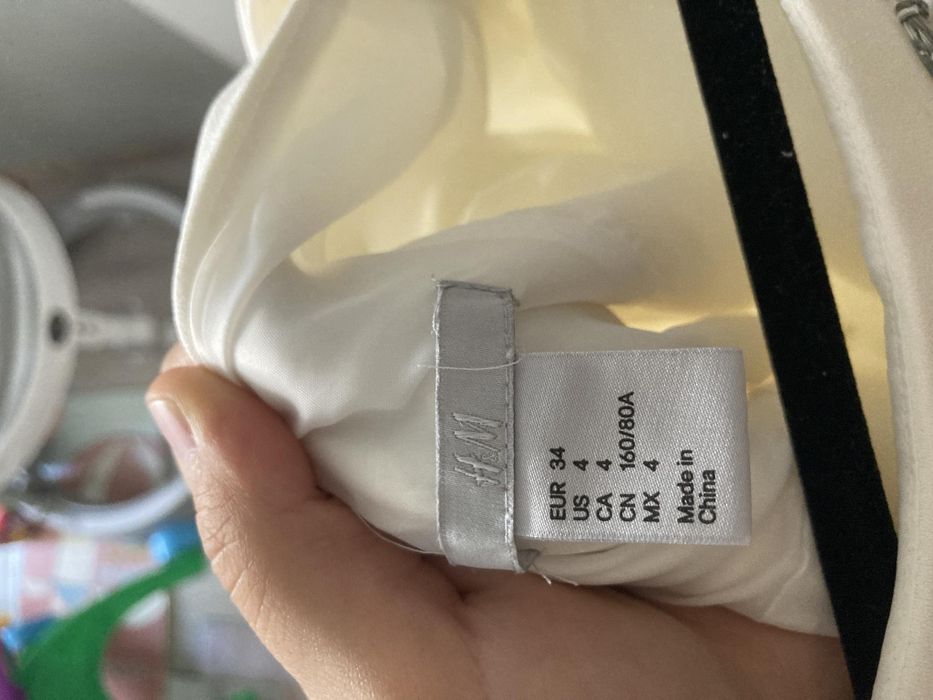 H&M
EUR 34
US 4
CA 4
CN 160/80A
MX 4
Made in
China